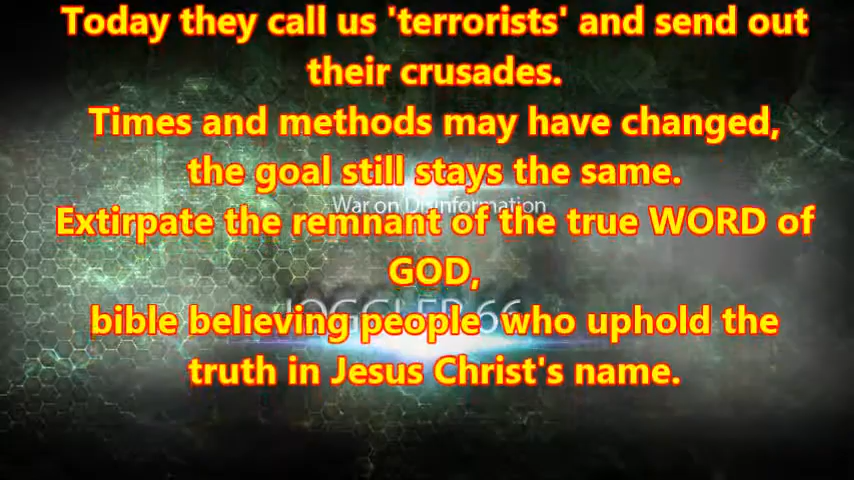 Today they call us 'terrorists' and send out
their crusades.
Times and methods may have changed,
the goal still stays the same.
War on Disinformation
Extirpate the remnant of the true WORD of
GOD,
JOGGLER 66
bible believing people who uphold the
truth in Jesus Christ's name.